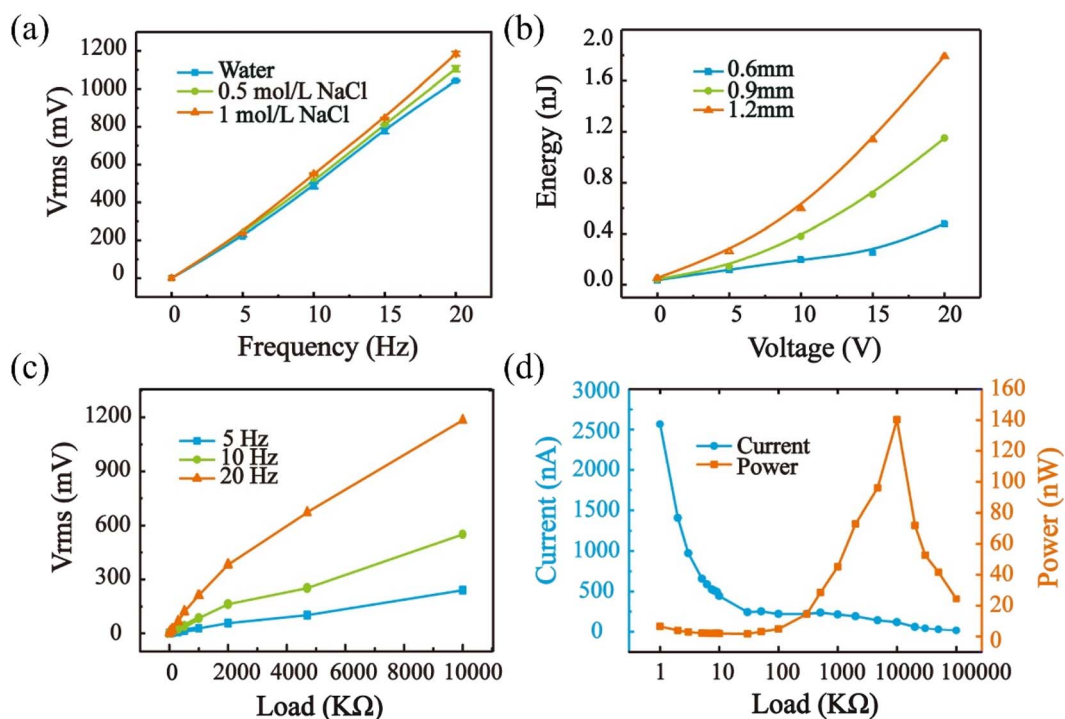 (a)
Vrms (mV)
1200
1000
800
600
400
200
0
Water
0.5 mol/L NaCl
1 mol/L NaCl
0 5 10 15 20
Frequency (Hz)
(b)
Energy (nJ)
2.0
1.6
1.2
0.8
0.4
0.0
0.6mm
0.9mm
1.2mm
0 5 10 15 20
Voltage (V)
(c)
Vrms (mV)
1200
900
600
300
0
5 Hz
10 Hz
20 Hz
0 2000 4000 6000 8000 10000
Load (KΩ)
(d)
Current (nA)
3000
2500
2000
1500
1000
500
0
Current
Power
160
140
120
100
80
60
40
20
0
Power (nW)
1 10 100 1000 10000 100000
Load (KΩ)